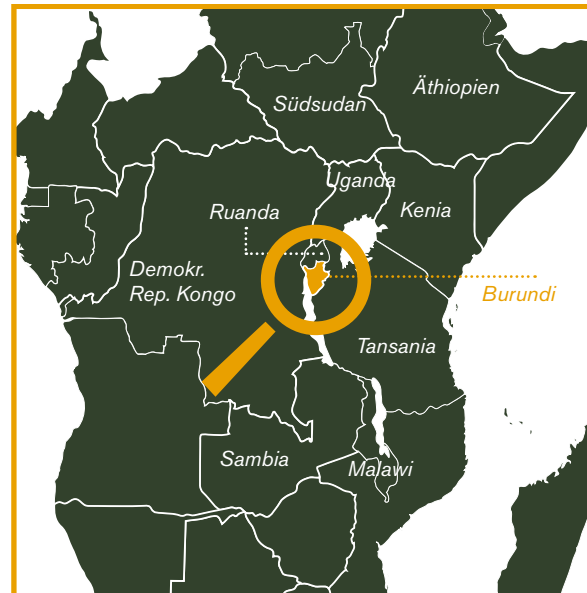 Äthiopien
Südsudan
Uganda
Ruanda
Kenia
Demokr.
Rep. Kongo
Burundi
Tansania
Sambia
Malawi